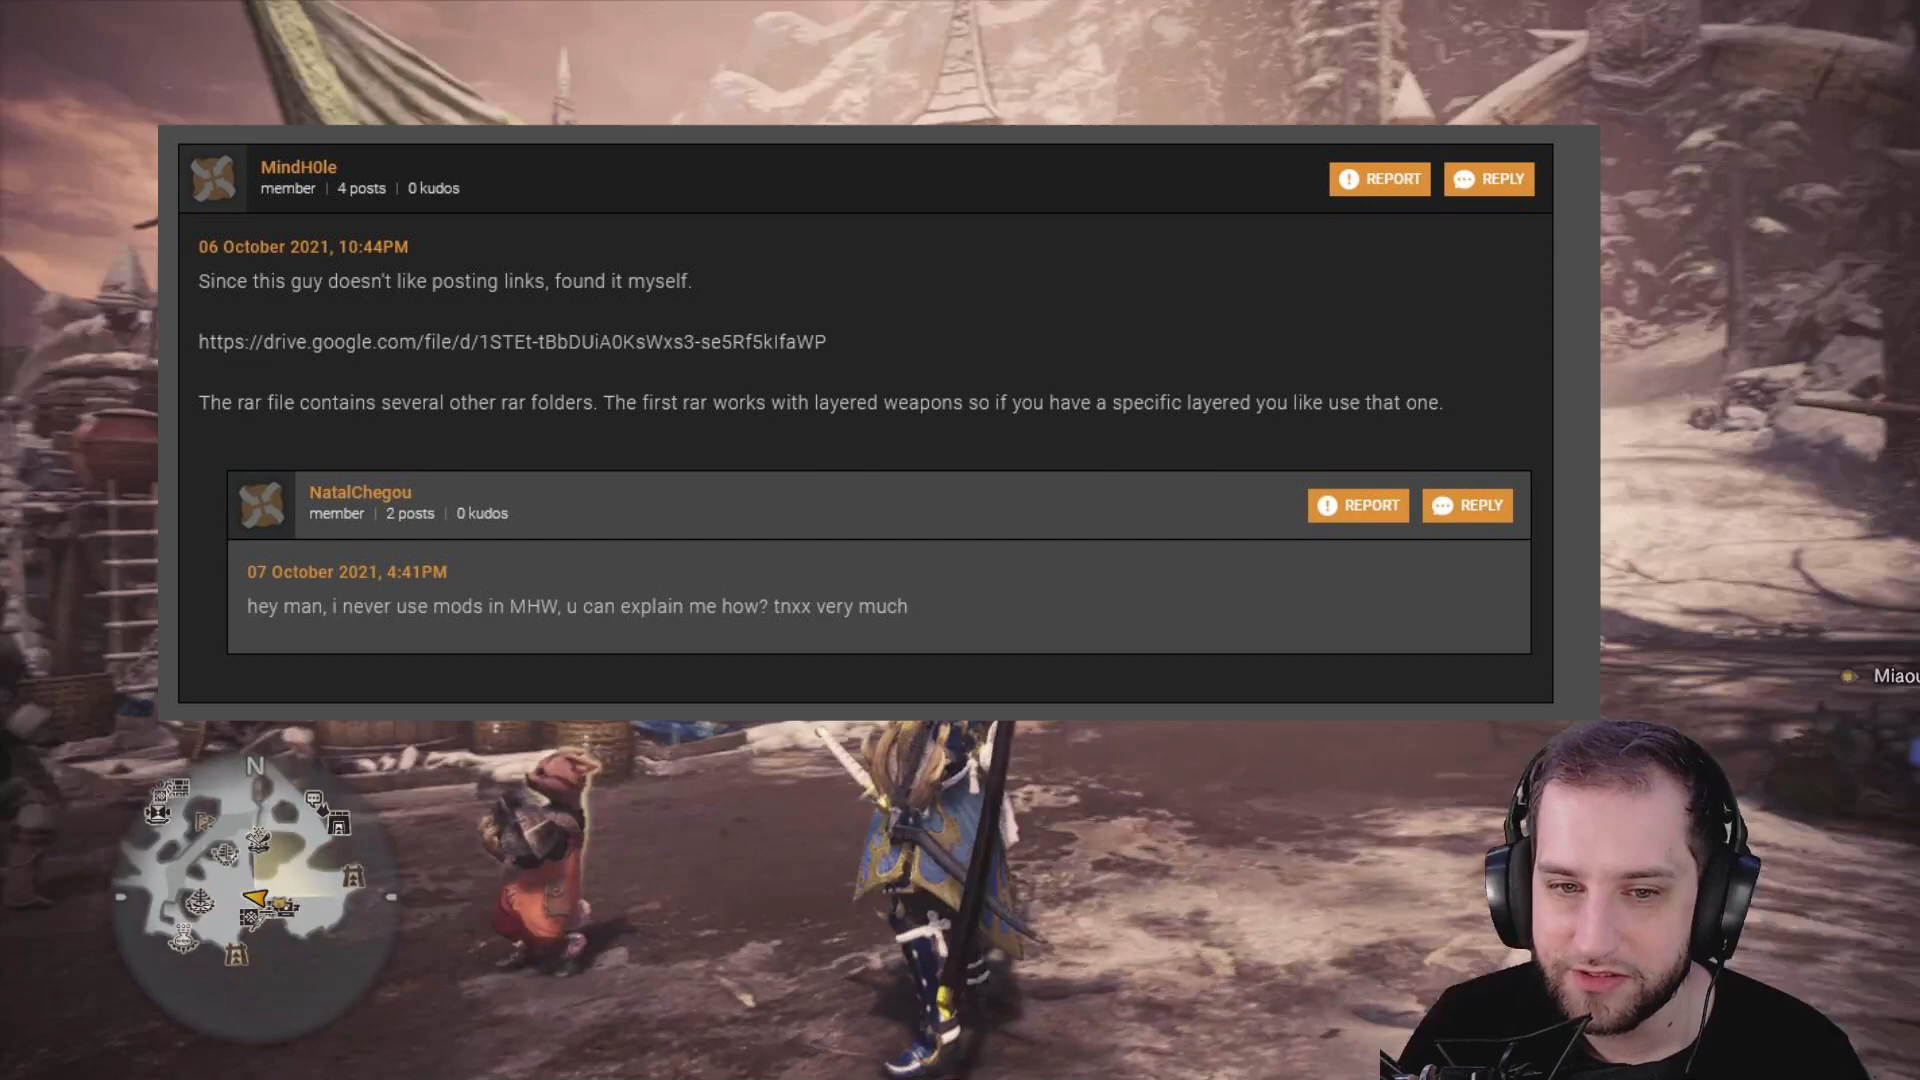 MindH0le
member | 4 posts | 0 kudos
REPORT
REPLY
06 October 2021, 10:44PM
Since this guy doesn't like posting links, found it myself.
https://drive.google.com/file/d/1STEt-tBbDUiA0KsWxs3-se5Rf5kIfaWP
The rar file contains several other rar folders. The first rar works with layered weapons so if you have a specific layered you like use that one.
NatalChegou
member | 2 posts | 0 kudos
REPORT
REPLY
07 October 2021, 4:41PM
hey man, i never use mods in MHW, u can explain me how? tnxx very much
Miaou
N